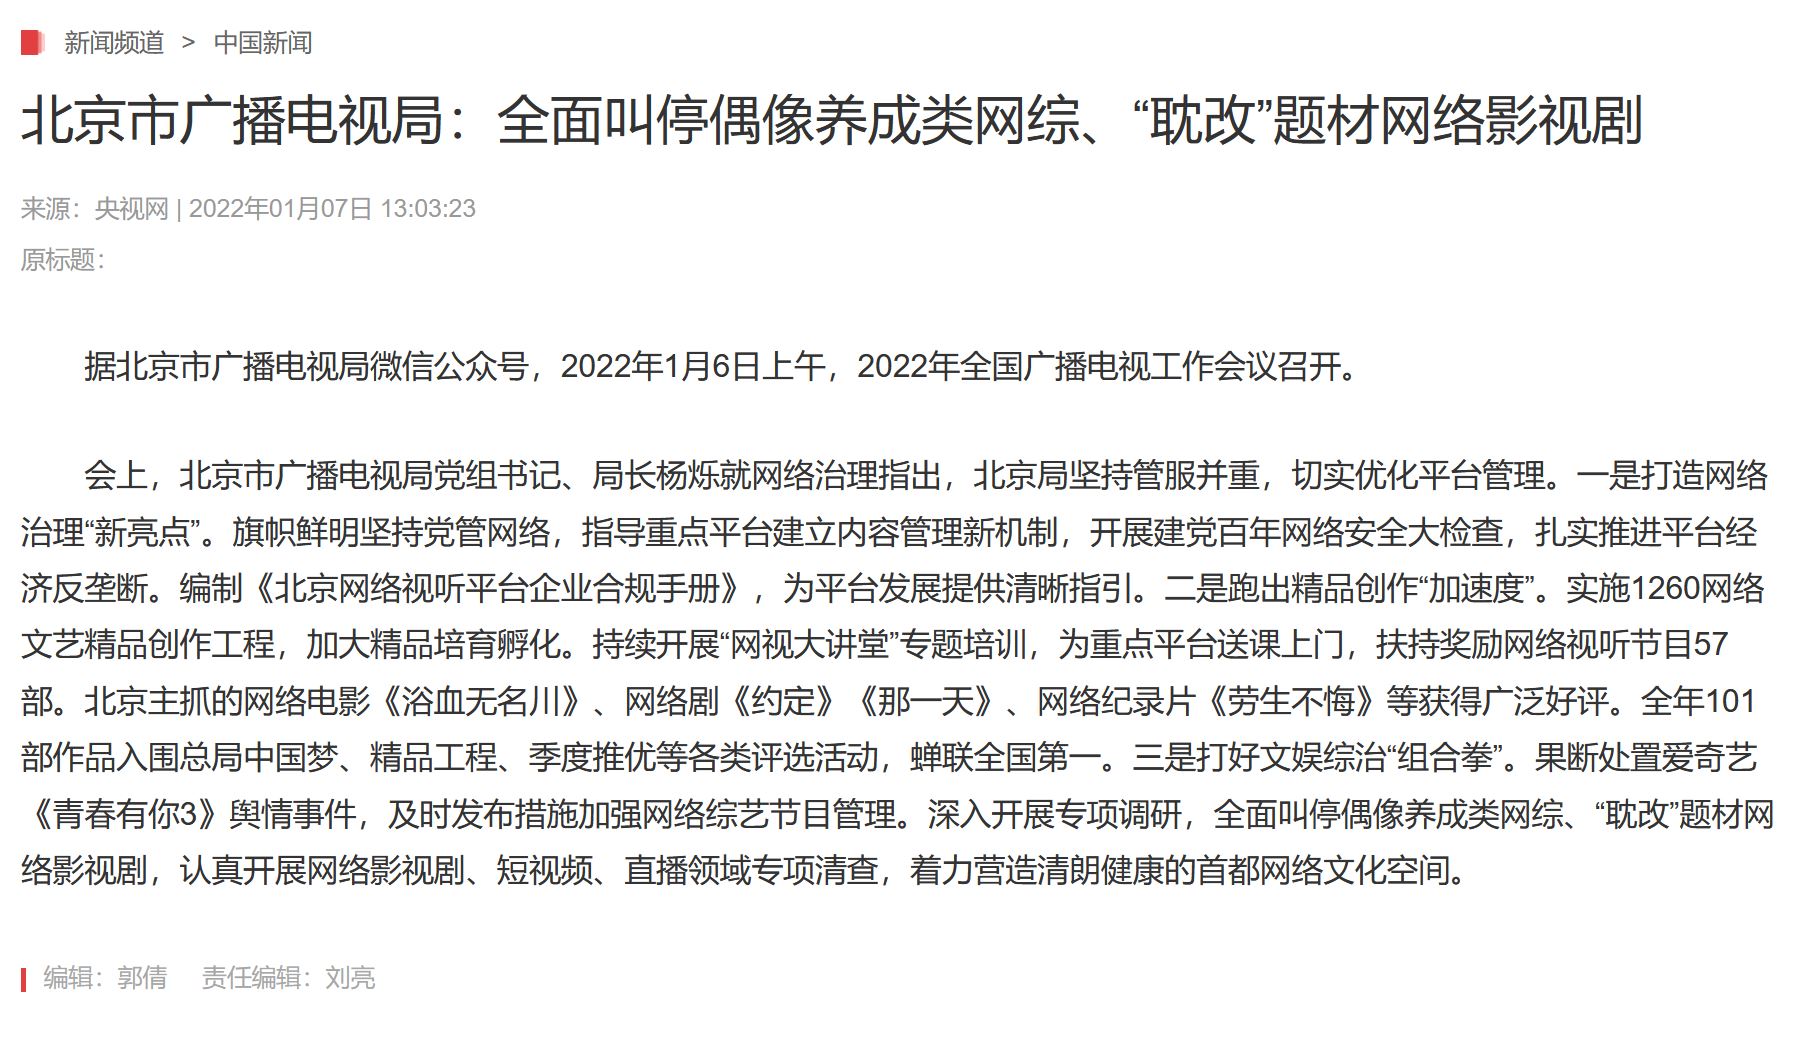 新闻频道 > 中国新闻
北京市广播电视局：全面叫停偶像养成类网综、“耽改”题材网络影视剧
来源：央视网 | 2022年01月07日 13:03:23
原标题：
据北京市广播电视局微信公众号，2022年1月6日上午，2022年全国广播电视工作会议召开。
会上，北京市广播电视局党组书记、局长杨烁就网络治理指出，北京局坚持管服并重，切实优化平台管理。一是打造网络
治理“新亮点”。旗帜鲜明坚持党管网络，指导重点平台建立内容管理新机制，开展建党百年网络安全大检查，扎实推进平台经
济反垄断。编制《北京网络视听平台企业合规手册》，为平台发展提供清晰指引。二是跑出精品创作“加速度”。实施1260网络
文艺精品创作工程，加大精品培育孵化。持续开展“网视大讲堂”专题培训，为重点平台送课上门，扶持奖励网络视听节目57
部。北京主抓的网络电影《浴血无名川》、网络剧《约定》《那一天》、网络纪录片《劳生不悔》等获得广泛好评。全年101
部作品入围总局中国梦、精品工程、季度推优等各类评选活动，蝉联全国第一。三是打好文娱综治“组合拳”。果断处置爱奇艺
《青春有你3》舆情事件，及时发布措施加强网络综艺节目管理。深入开展专项调研，全面叫停偶像养成类网综、“耽改”题材网
络影视剧，认真开展网络影视剧、短视频、直播领域专项清查，着力营造清朗健康的首都网络文化空间。
编辑：郭倩 责任编辑：刘亮